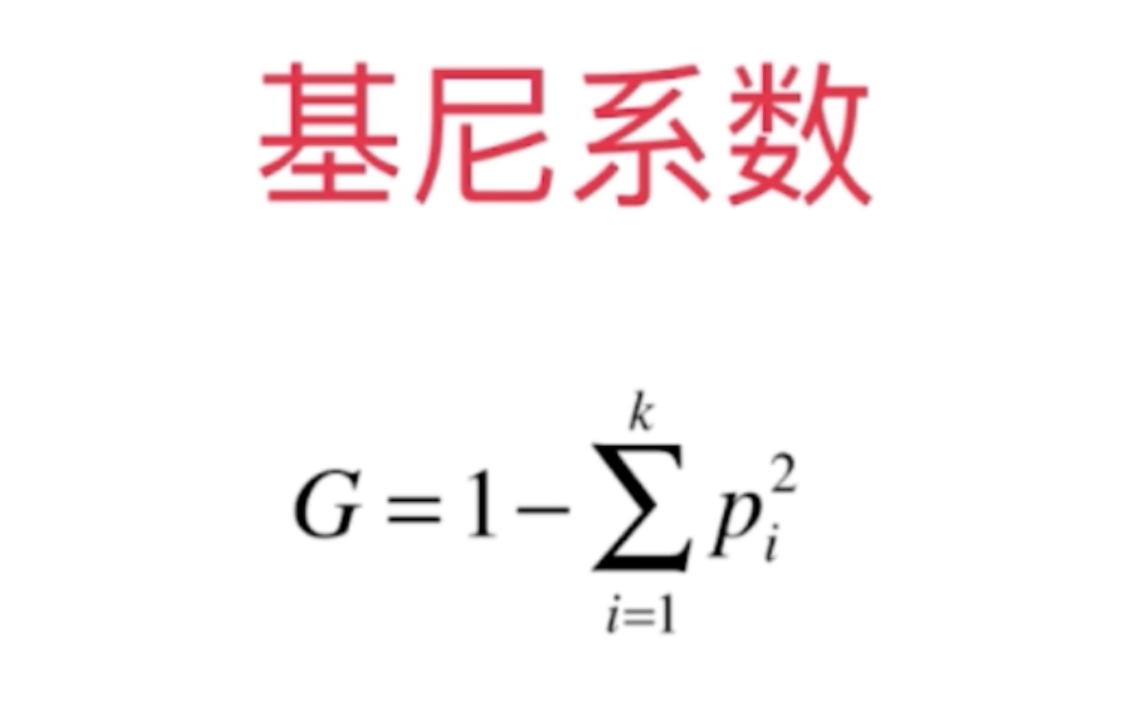 基尼系数
G = 1 − ∑_{i=1}^{k} p_i^2